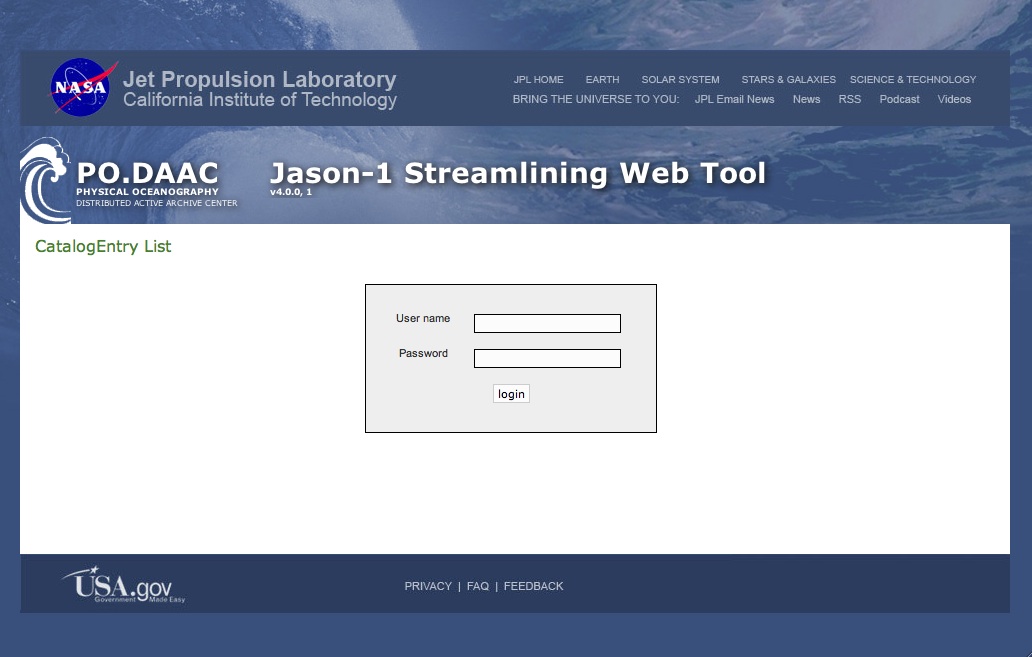 NASA
Jet Propulsion Laboratory
California Institute of Technology
JPL HOME EARTH SOLAR SYSTEM STARS & GALAXIES SCIENCE & TECHNOLOGY
BRING THE UNIVERSE TO YOU: JPL Email News News RSS Podcast Videos
PO.DAAC
PHYSICAL OCEANOGRAPHY
DISTRIBUTED ACTIVE ARCHIVE CENTER
Jason-1 Streamlining Web Tool
v4.0.0, 1
CatalogEntry List
User name
Password
login
USA.gov
Government Made Easy
PRIVACY | FAQ | FEEDBACK